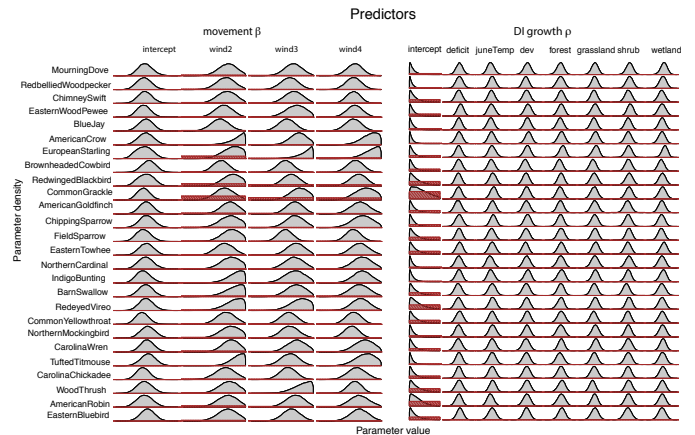 Predictors
movement β
DI growth ρ
intercept wind2 wind3 wind4
intercept deficit juneTemp dev forest grassland shrub wetland
MourningDove
RedbelliedWoodpecker
ChimneySwift
EasternWoodPewee
BlueJay
AmericanCrow
EuropeanStarling
BrownheadedCowbird
RedwingedBlackbird
CommonGrackle
AmericanGoldfinch
ChippingSparrow
FieldSparrow
EasternTowhee
NorthernCardinal
IndigoBunting
BarnSwallow
RedeyedVireo
CommonYellowthroat
NorthernMockingbird
CarolinaWren
TuftedTitmouse
CarolinaChickadee
WoodThrush
AmericanRobin
EasternBluebird
Parameter density
Parameter value